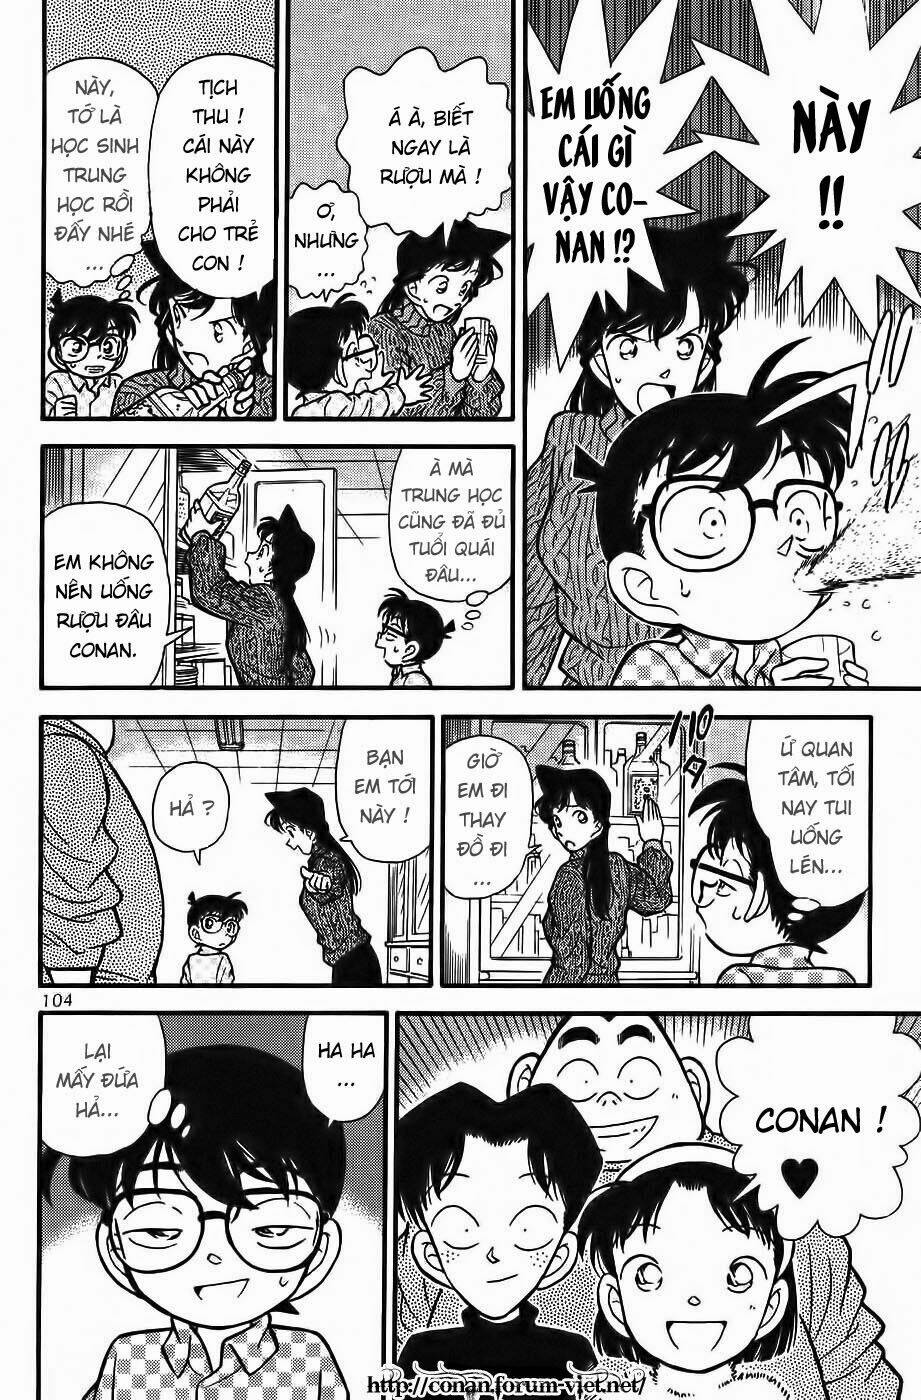 NÀY
!!
EM UỐNG
CÁI GÌ
VẬY CO-
NAN !?
Á À, BIẾT
NGAY LÀ
RƯỢU MÀ !
Ơ,
NHƯNG
...
TỊCH
THU !
CÁI NÀY
KHÔNG
PHẢI
CHO TRẺ
CON !
NÀY,
TỚ LÀ
HỌC SINH
TRUNG
HỌC RỒI
ĐẤY NHÉ
...
À MÀ
TRUNG HỌC
CŨNG ĐÃ ĐỦ
TUỔI QUÁI
ĐÂU...
EM KHÔNG
NÊN UỐNG
RƯỢU ĐÂU
CONAN.
Ứ QUAN
TÂM, TỐI
NAY TUI
UỐNG
LÉN...
GIỜ
EM ĐI
THAY
ĐỒ ĐI
...
BẠN
EM TỚI
NÀY !
HẢ ?
104
CONAN !
♥
HA HA
...
LẠI
MẤY ĐỨA
HẢ...
http://conan.forum-viet.net/